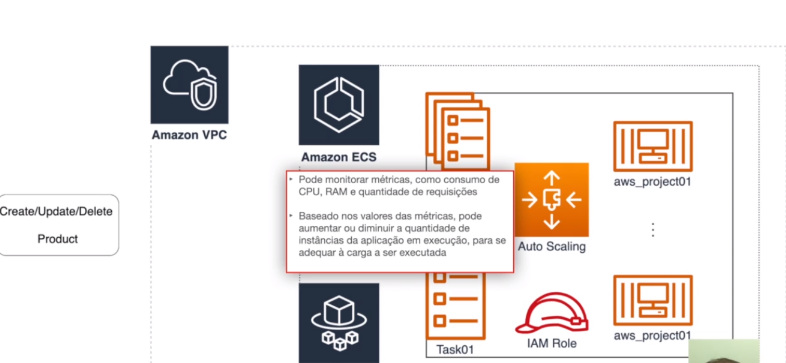 Amazon VPC
Amazon ECS
Create/Update/Delete
Product
‣ Pode monitorar métricas, como consumo de
CPU, RAM e quantidade de requisições
‣ Baseado nos valores das métricas, pode
aumentar ou diminuir a quantidade de
instâncias da aplicação em execução, para se
adequar à carga a ser executada
Auto Scaling
aws_project01
⋮
aws_project01
IAM Role
Task01